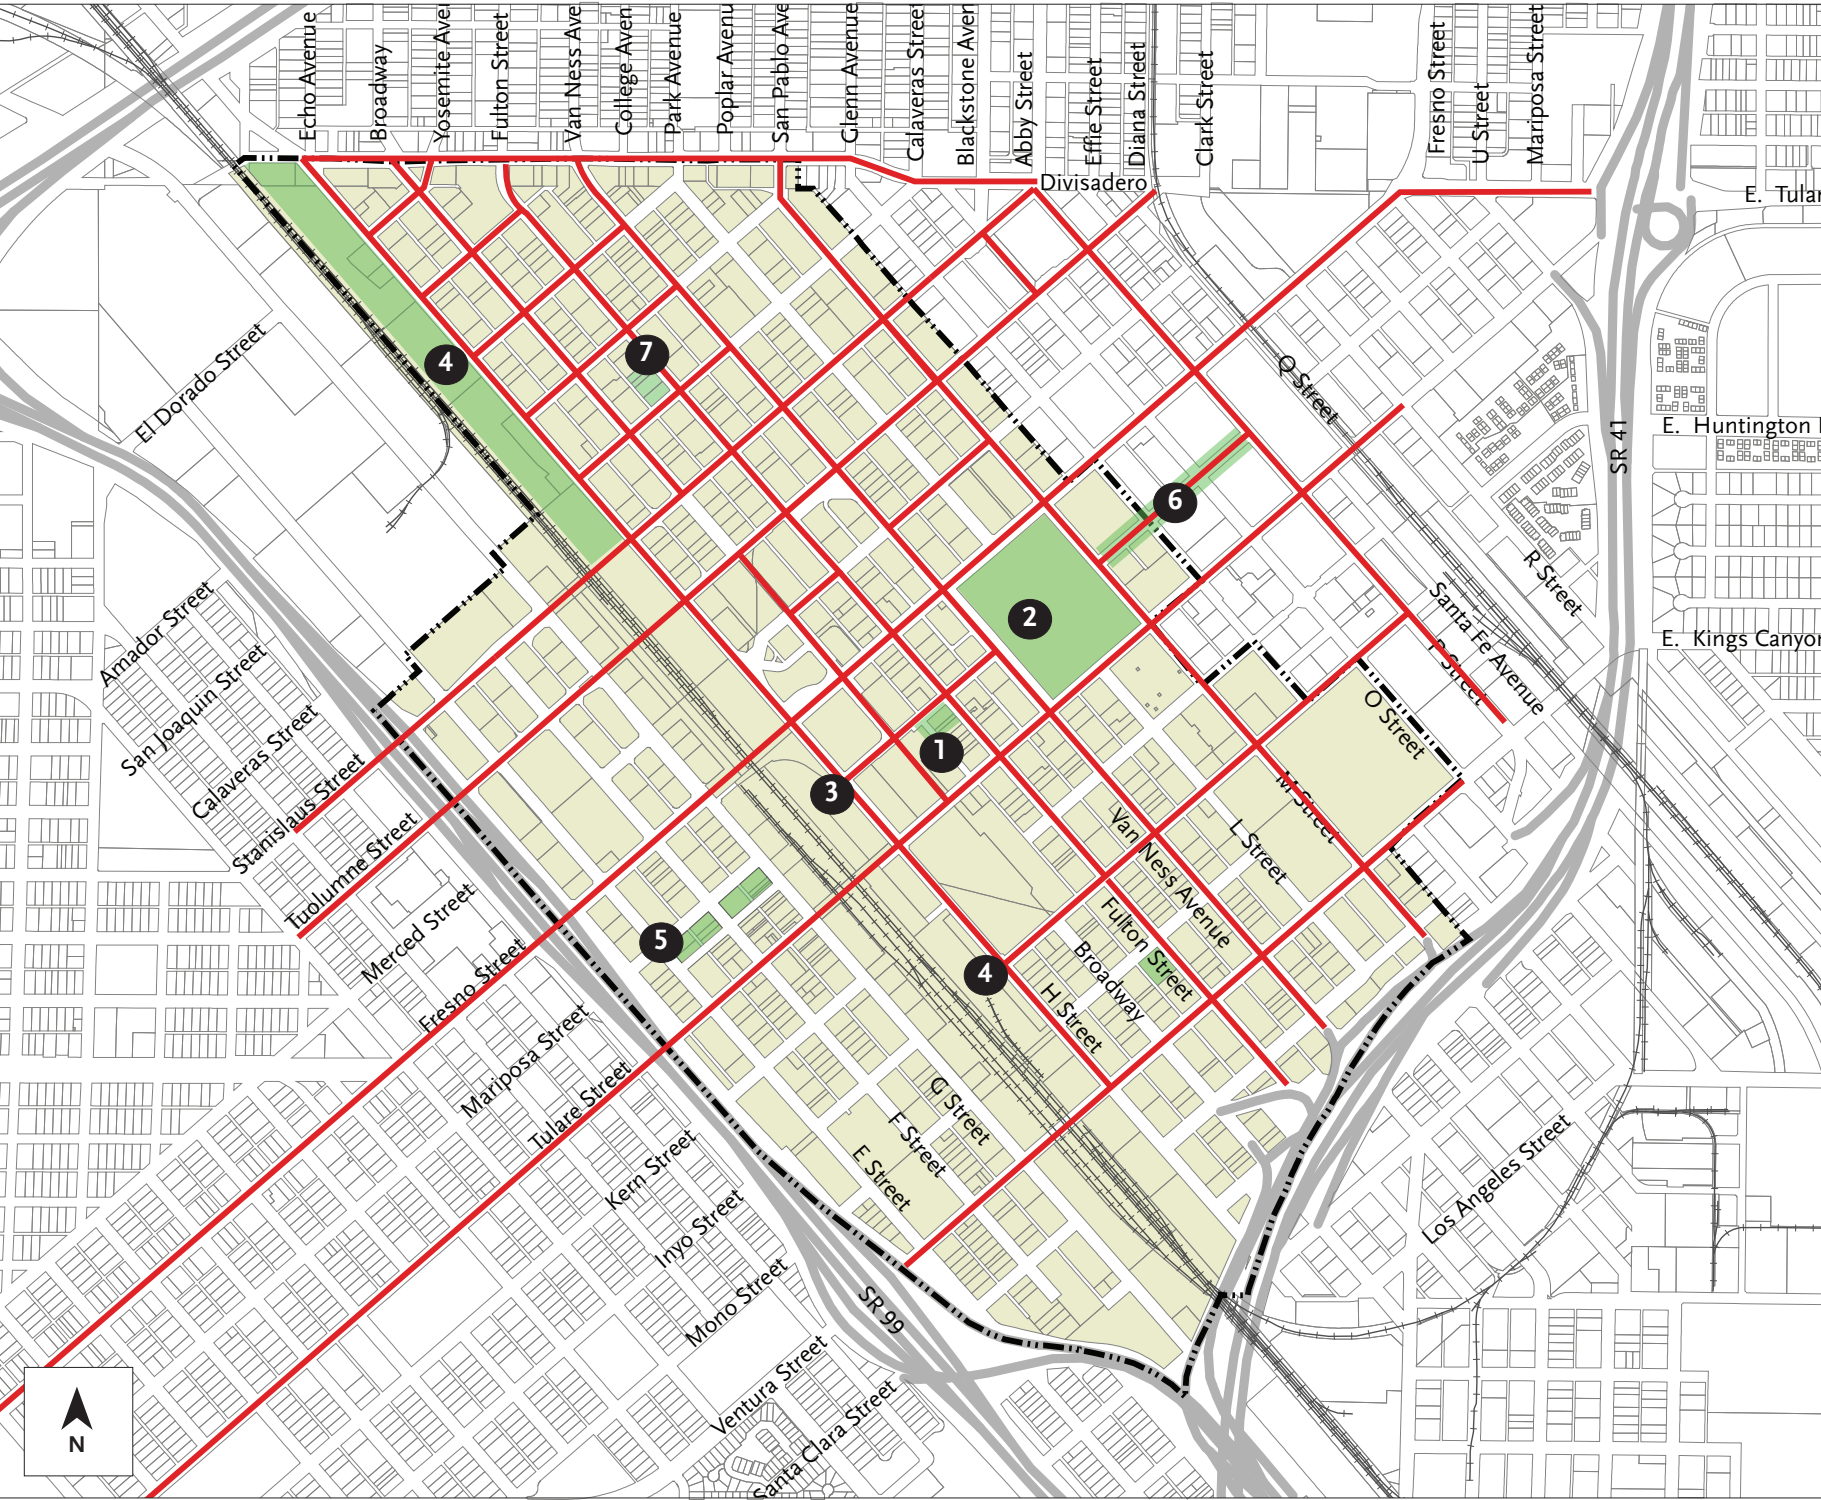 Echo Avenue
Broadway
Yosemite Aven
Fulton Street
Van Ness Ave
College Aven
Park Avenue
Poplar Avenu
San Pablo Ave
Glenn Avenue
Calaveras Street
Blackstone Aven
Abby Street
Effie Street
Diana Street
Clark Street
Fresno Street
U Street
Mariposa Street
Divisadero
E. Tular
El Dorado Street
4
7
Q Street
SR 41
E. Huntington
6
R Street
Santa Fe Avenue
P Street
E. Kings Canyon
2
Amador Street
San Joaquin Street
Calaveras Street
Stanislaus Street
Tuolumne Street
Merced Street
Fresno Street
Mariposa Street
Tulare Street
Kern Street
Inyo Street
Mono Street
Ventura Street
Santa Clara Street
1
3
O Street
M Street
L Street
Van Ness Avenue
Fulton Street
Broadway
H Street
5
4
G Street
F Street
E Street
Los Angeles Street
SR 99
N